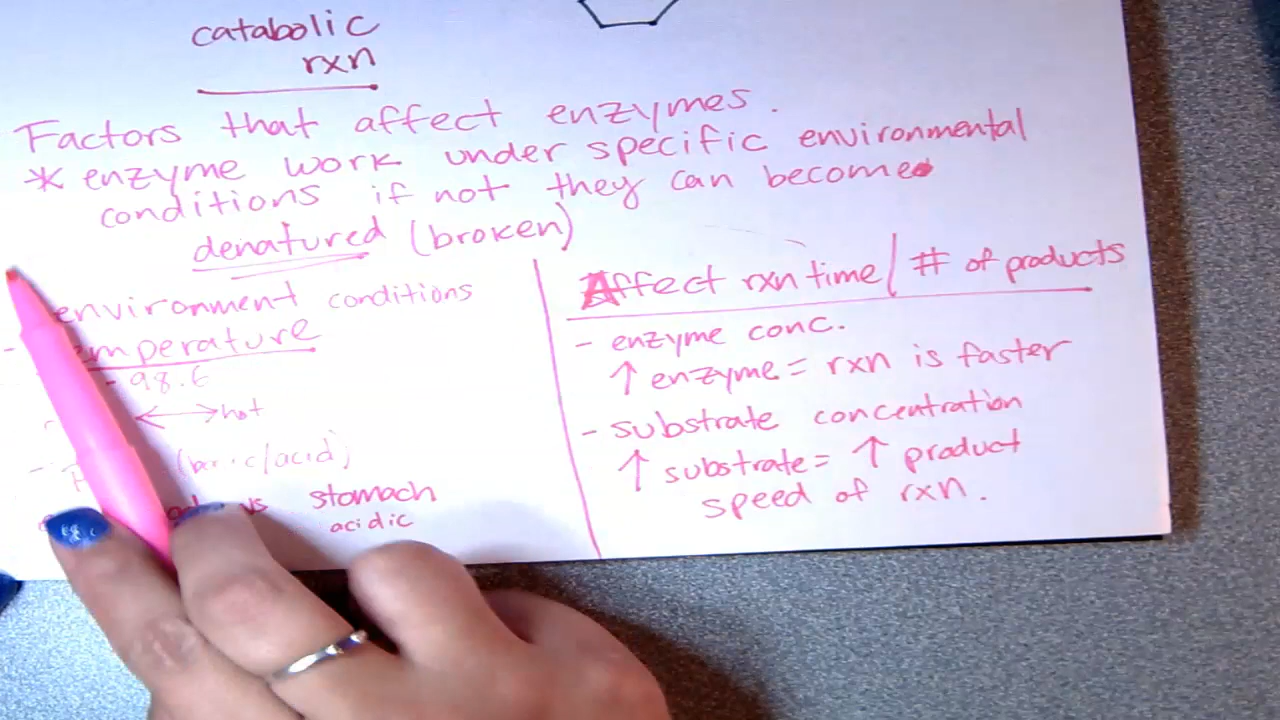 catabolic
rxn
Factors that affect enzymes.
* enzyme work under specific environmental
conditions if not they can become
denatured (broken)
environment conditions
- 98.6
↔ hot
vs stomach
acidic
Affect rxn time / # of products
- enzyme conc.
↑ enzyme = rxn is faster
- substrate concentration
↑ substrate = ↑ product
speed of rxn.